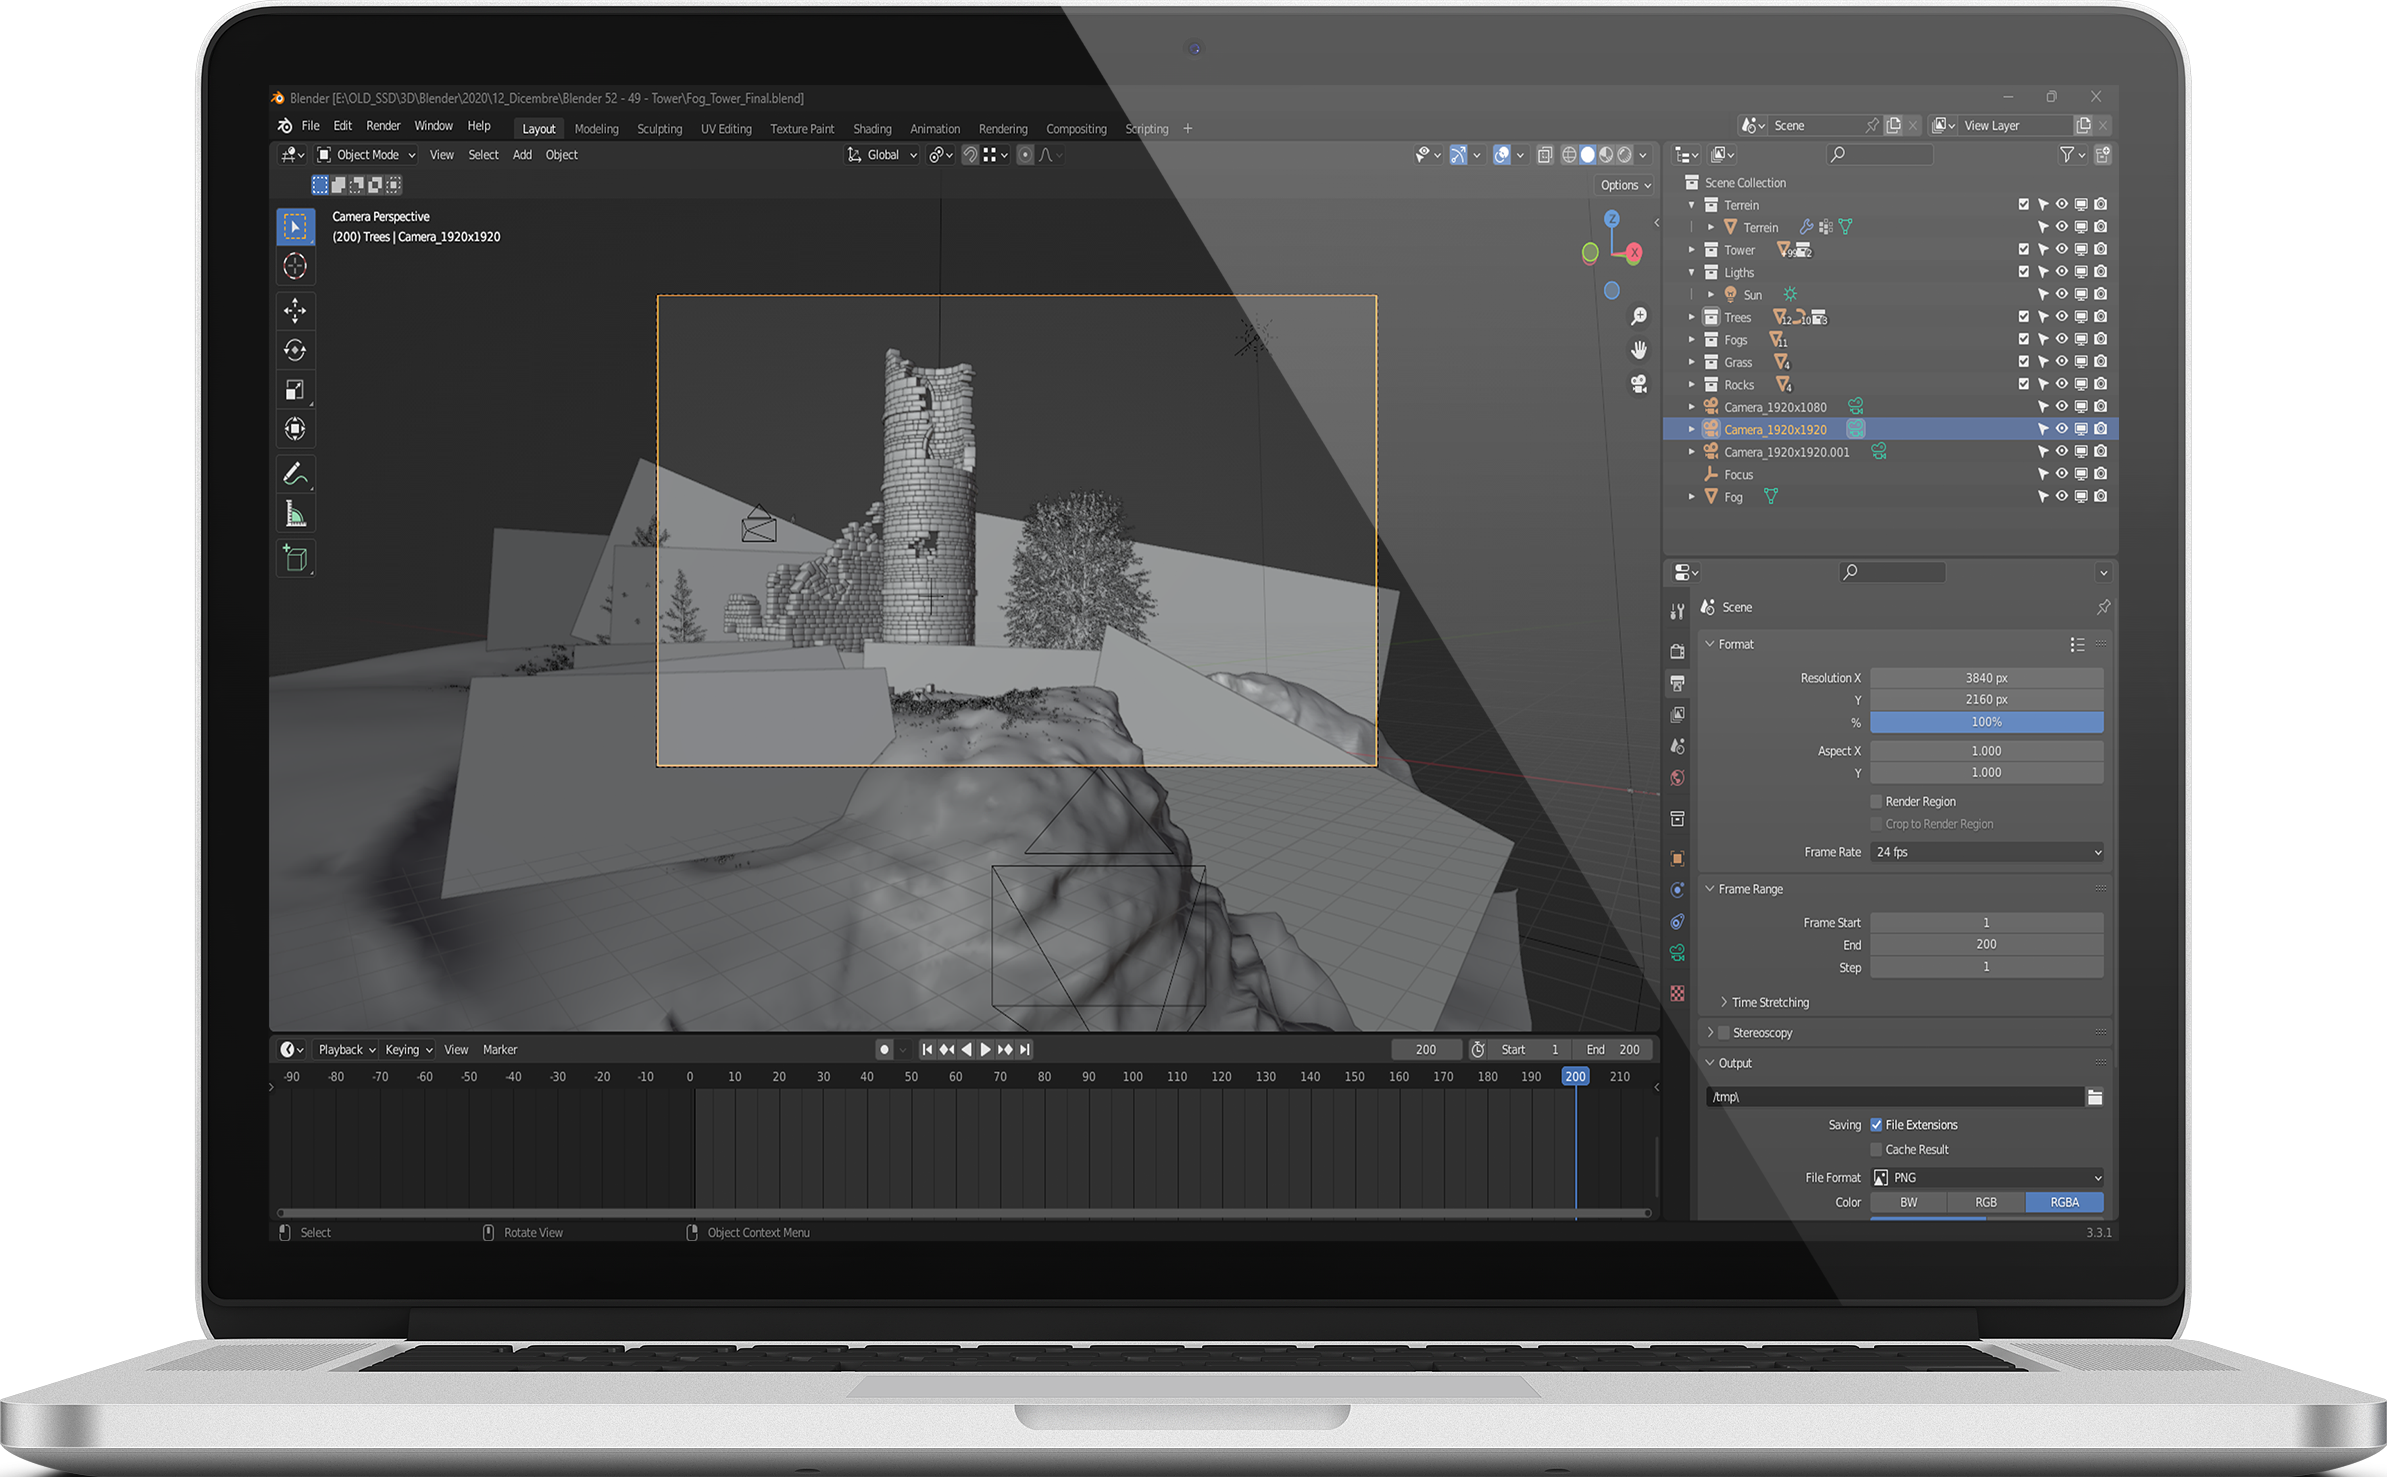 Blender [E:\OLD_SSD\3D\Blender\2020\12_Dicembre\Blender 52 - 49 - Tower\Fog_Tower_Final.blend]
File Edit Render Window Help Layout Modeling Sculpting UV Editing Texture Paint Shading Animation Rendering Compositing Scripting + Scene View Layer
Object Mode View Select Add Object Global
Options
Camera Perspective
(200) Trees | Camera_1920x1920
Z
X
Scene Collection
Terrein
Terrein
Tower
Ligths
Sun
Trees 12 10 3
Fogs 11
Grass 4
Rocks 4
Camera_1920x1080
Camera_1920x1920
Camera_1920x1920.001
Focus
Fog
Scene
Format
Resolution X 3840 px
Y 2160 px
% 100%
Aspect X 1.000
Y 1.000
Render Region
Crop to Render Region
Frame Rate 24 fps
Frame Range
Frame Start 1
End 200
Step 1
Time Stretching
Stereoscopy
Output
/tmp\
Saving File Extensions
Cache Result
File Format PNG
Color BW RGB RGBA
Playback Keying View Marker 200 Start 1 End 200
-90 -80 -70 -60 -50 -40 -30 -20 -10 0 10 20 30 40 50 60 70 80 90 100 110 120 130 140 150 160 170 180 190 200 210
Select Rotate View Object Context Menu 3.3.1